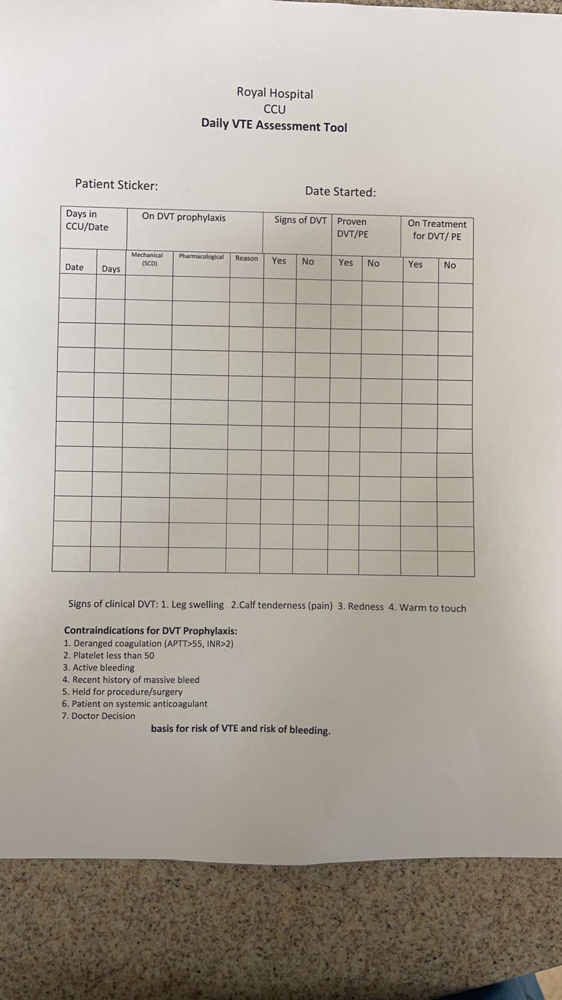 Royal Hospital
CCU
Daily VTE Assessment Tool
Patient Sticker: Date Started:
Days in CCU/Date On DVT prophylaxis Signs of DVT Proven DVT/PE On Treatment for DVT/ PE
Date Days Mechanical (SCD) Pharmacological Reason Yes No Yes No Yes No
Signs of clinical DVT: 1. Leg swelling 2.Calf tenderness (pain) 3. Redness 4. Warm to touch
Contraindications for DVT Prophylaxis:
1. Deranged coagulation (APTT>55, INR>2)
2. Platelet less than 50
3. Active bleeding
4. Recent history of massive bleed
5. Held for procedure/surgery
6. Patient on systemic anticoagulant
7. Doctor Decision
basis for risk of VTE and risk of bleeding.